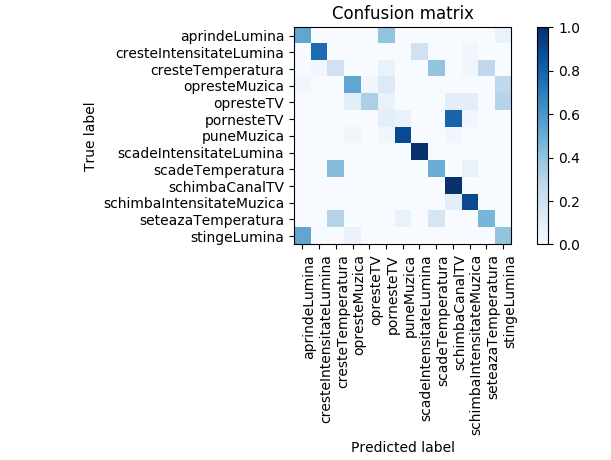 Confusion matrix
True label
aprindeLumina
cresteIntensitateLumina
cresteTemperatura
opresteMuzica
opresteTV
pornesteTV
puneMuzica
scadeIntensitateLumina
scadeTemperatura
schimbaCanalTV
schimbaIntensitateMuzica
seteazaTemperatura
stingeLumina
aprindeLumina
cresteIntensitateLumina
cresteTemperatura
opresteMuzica
opresteTV
pornesteTV
puneMuzica
scadeIntensitateLumina
scadeTemperatura
schimbaCanalTV
schimbaIntensitateMuzica
seteazaTemperatura
stingeLumina
Predicted label
1.0
0.8
0.6
0.4
0.2
0.0